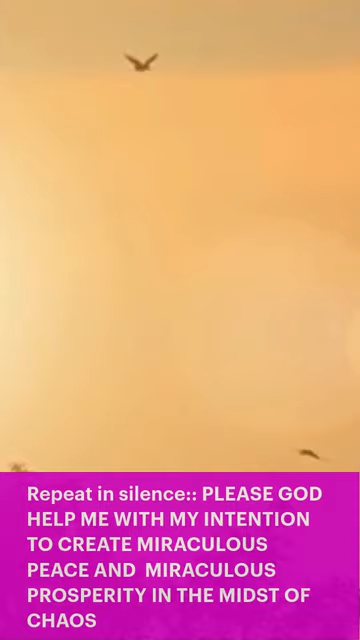 Repeat in silence:: PLEASE GOD
HELP ME WITH MY INTENTION
TO CREATE MIRACULOUS
PEACE AND  MIRACULOUS
PROSPERITY IN THE MIDST OF
CHAOS